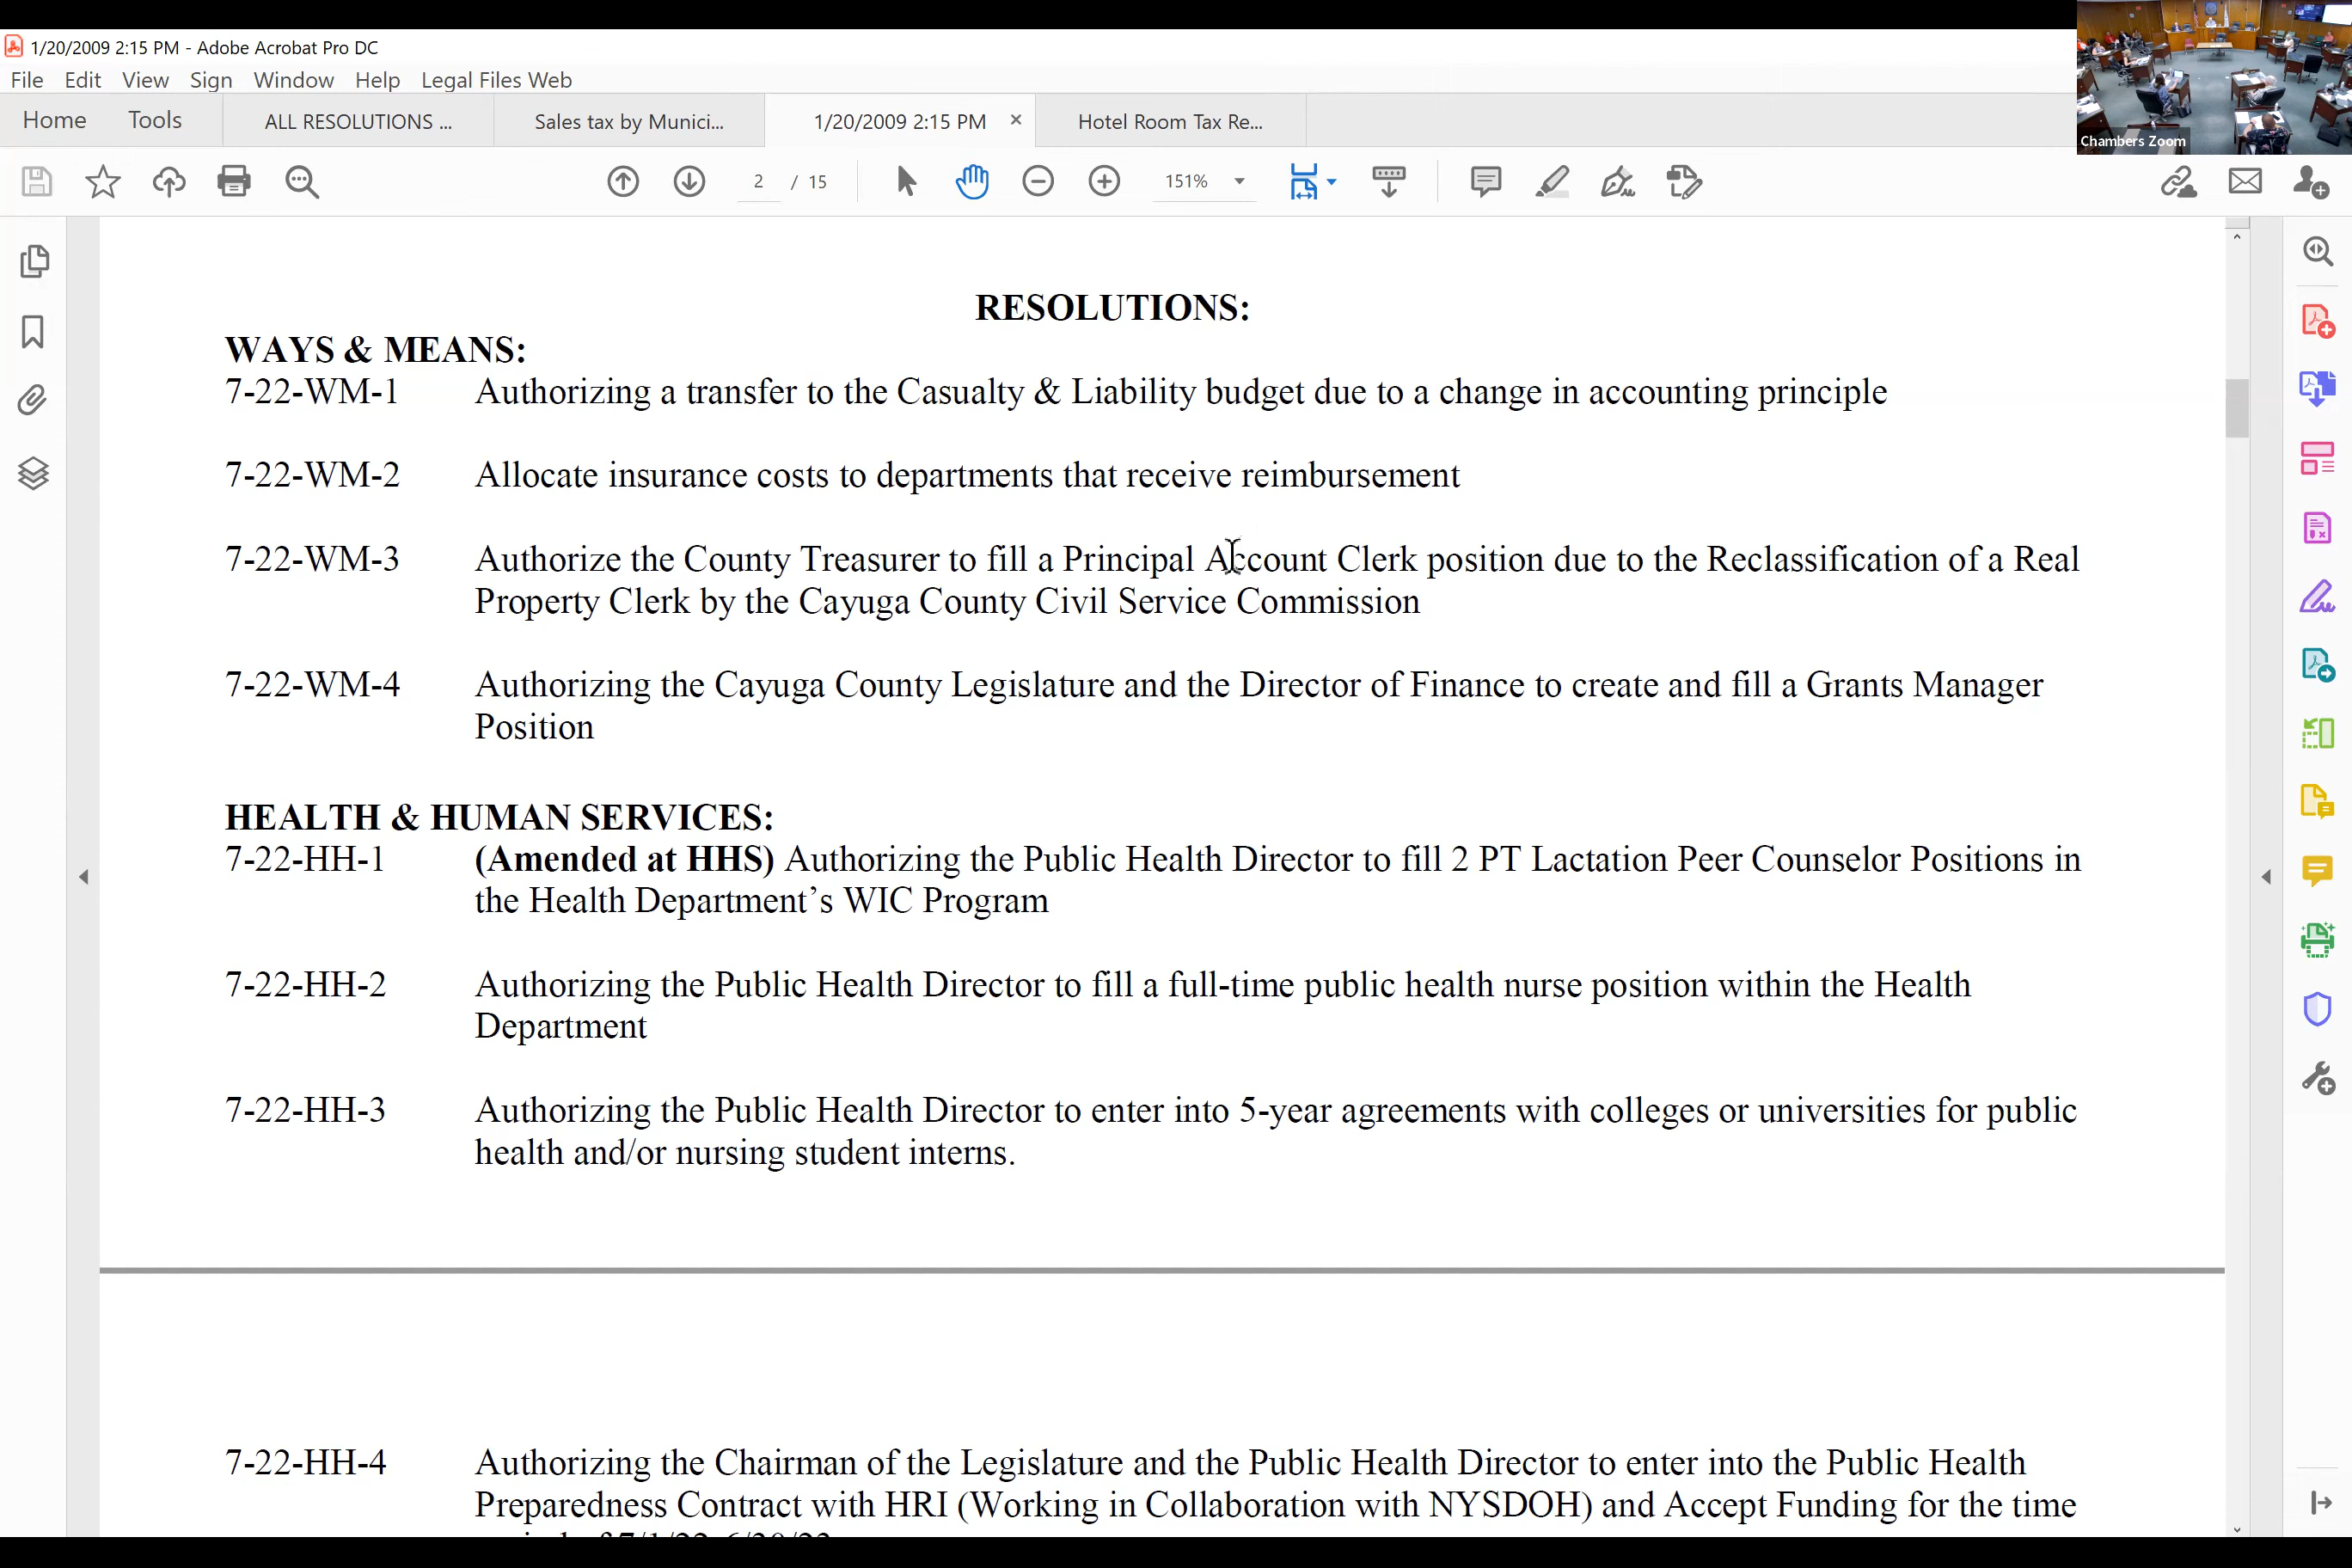 1/20/2009 2:15 PM - Adobe Acrobat Pro DC
File Edit View Sign Window Help Legal Files Web
Home Tools ALL RESOLUTIONS ... Sales tax by Munici... 1/20/2009 2:15 PM × Hotel Room Tax Re...
Chambers Zoom
2 / 15 151%
RESOLUTIONS:
WAYS & MEANS:
7-22-WM-1 Authorizing a transfer to the Casualty & Liability budget due to a change in accounting principle
7-22-WM-2 Allocate insurance costs to departments that receive reimbursement
7-22-WM-3 Authorize the County Treasurer to fill a Principal Account Clerk position due to the Reclassification of a Real
Property Clerk by the Cayuga County Civil Service Commission
7-22-WM-4 Authorizing the Cayuga County Legislature and the Director of Finance to create and fill a Grants Manager
Position
HEALTH & HUMAN SERVICES:
7-22-HH-1 (Amended at HHS) Authorizing the Public Health Director to fill 2 PT Lactation Peer Counselor Positions in
the Health Department’s WIC Program
7-22-HH-2 Authorizing the Public Health Director to fill a full-time public health nurse position within the Health
Department
7-22-HH-3 Authorizing the Public Health Director to enter into 5-year agreements with colleges or universities for public
health and/or nursing student interns.
7-22-HH-4 Authorizing the Chairman of the Legislature and the Public Health Director to enter into the Public Health
Preparedness Contract with HRI (Working in Collaboration with NYSDOH) and Accept Funding for the time